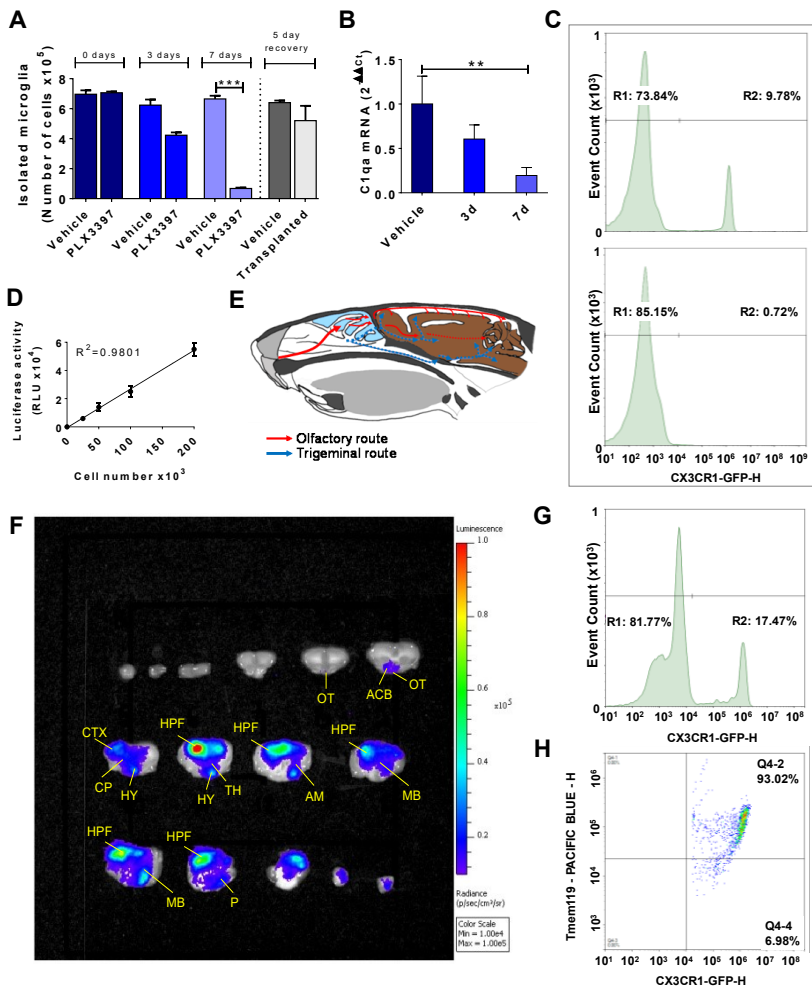 A
0 days
3 days
7 days
5 day
recovery
***
Isolated microglia
(Number of cells x10⁵)
8
6
4
2
0
Vehicle
PLX3397
Vehicle
PLX3397
Vehicle
PLX3397
Vehicle
Transplanted
B
**
C1qa mRNA (2^-▲▲Ct)
1.5
1.0
0.5
0.0
Vehicle
3d
7d
C
Event Count (x10³)
1
R1: 73.84%
R2: 9.78%
1
Event Count (x10³)
1
R1: 85.15%
R2: 0.72%
1
10¹ 10² 10³ 10⁴ 10⁵ 10⁶ 10⁷ 10⁸ 10⁹
CX3CR1-GFP-H
D
Luciferase activity
(RLU x10⁴)
R²=0.9801
6
4
2
0
0 50 100 150 200
Cell number x10³
E
Olfactory route
Trigeminal route
F
Luminescence
1.0
0.8
0.6
x10⁵
0.4
0.2
Radiance
(p/sec/cm²/sr)
Color Scale
Min = 1.00e4
Max = 1.00e5
OT
ACB
OT
CTX
HPF
HPF
HPF
CP
HY
HY
TH
AM
MB
HPF
HPF
MB
P
G
Event Count (x10³)
1
R1: 81.77%
R2: 17.47%
0
10¹ 10² 10³ 10⁴ 10⁵ 10⁶ 10⁷ 10⁸
CX3CR1-GFP-H
H
Tmem119 - PACIFIC BLUE - H
Q4-1
0.00%
Q4-2
93.02%
10⁶
10⁵
10⁴
10³
Q4-4
6.98%
10¹ 10² 10³ 10⁴ 10⁵ 10⁶ 10⁷ 10⁸
CX3CR1-GFP-H